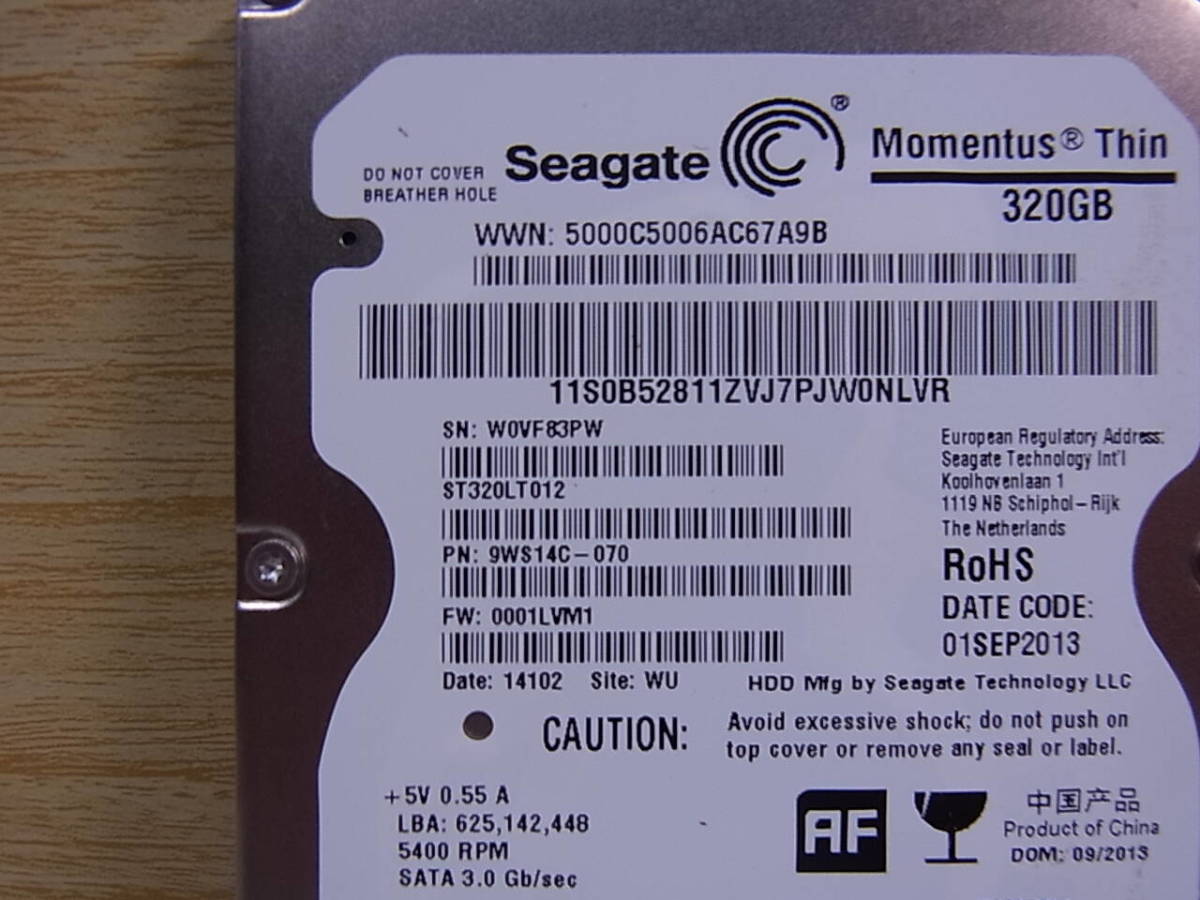 DO NOT COVER
BREATHER HOLE
Seagate ®
Momentus® Thin
320GB
WWN: 5000C5006AC67A9B
11S0B52811ZVJ7PJW0NLVR
SN: W0VF83PW
ST320LT012
PN: 9WS14C-070
FW: 0001LVM1
Date: 14102 Site: WU
European Regulatory Address:
Seagate Technology Int'l
Koolhovenlaan 1
1119 NB Schiphol-Rijk
The Netherlands
RoHS
DATE CODE:
01SEP2013
HDD Mfg by Seagate Technology LLC
CAUTION:
Avoid excessive shock; do not push on
top cover or remove any seal or label.
+5V 0.55 A
LBA: 625,142,448
5400 RPM
SATA 3.0 Gb/sec
AF
中国产品
Product of China
DOM: 09/2013